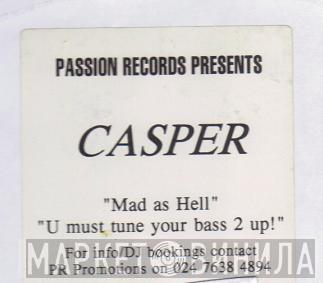 PASSION RECORDS PRESENTS
CASPER
"Mad as Hell"
"U must tune your bass 2 up!"
For info/DJ bookings contact
МАРКЕТ ВИНИЛА
PR Promotions on 024 7638 4894